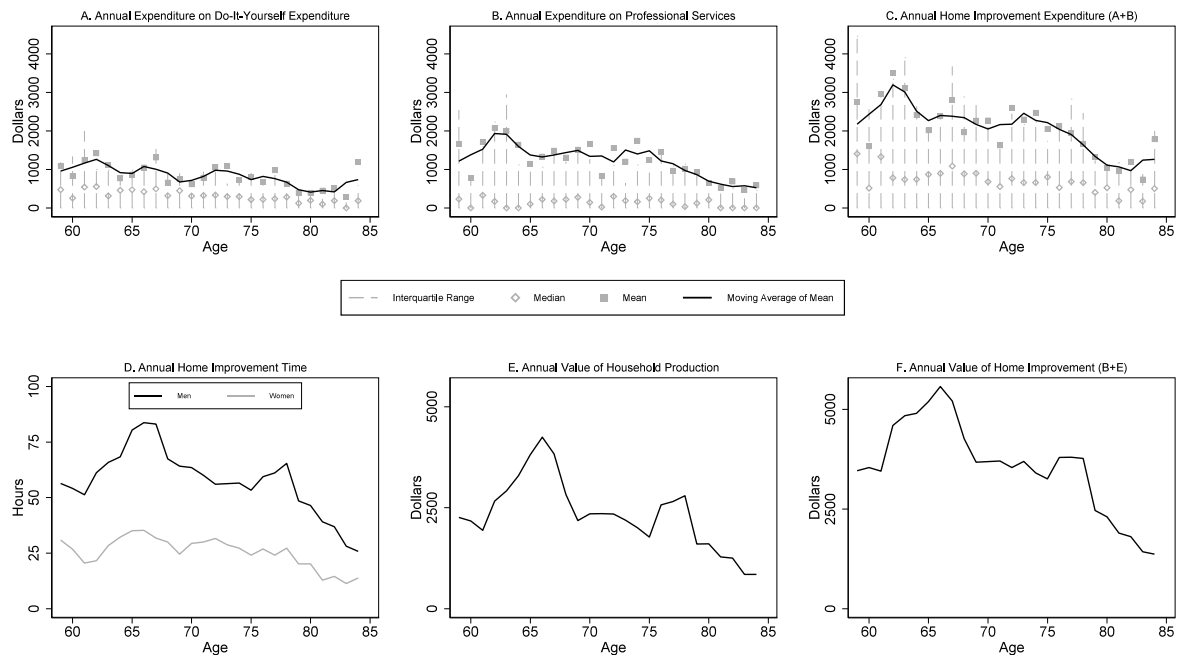 A. Annual Expenditure on Do-It-Yourself Expenditure
Dollars
0 1000 2000 3000 4000
60 65 70 75 80 85
Age
B. Annual Expenditure on Professional Services
Dollars
0 1000 2000 3000 4000
60 65 70 75 80 85
Age
C. Annual Home Improvement Expenditure (A+B)
Dollars
0 1000 2000 3000 4000
60 65 70 75 80 85
Age
Interquartile Range Median Mean Moving Average of Mean
D. Annual Home Improvement Time
Men Women
Hours
0 25 50 75 100
60 65 70 75 80 85
Age
E. Annual Value of Household Production
Dollars
0 2500 5000
60 65 70 75 80 85
Age
F. Annual Value of Home Improvement (B+E)
Dollars
0 2500 5000
60 65 70 75 80 85
Age